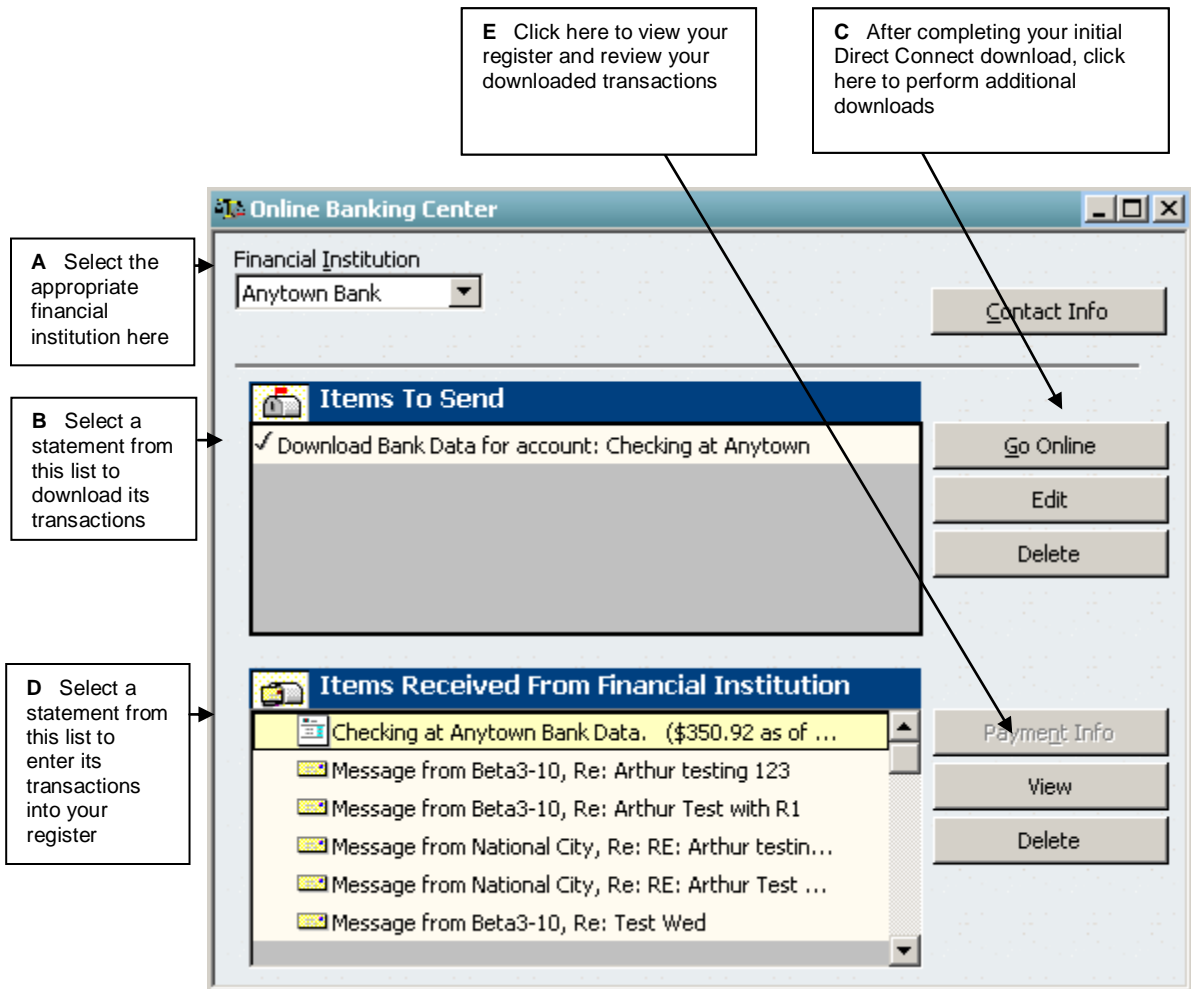 E Click here to view your
register and review your
downloaded transactions
C After completing your initial
Direct Connect download, click
here to perform additional
downloads
Online Banking Center
A Select the
appropriate
financial
institution here
Financial Institution
Anytown Bank
Contact Info
B Select a
statement from
this list to
download its
transactions
Items To Send
Download Bank Data for account: Checking at Anytown
Go Online
Edit
Delete
D Select a
statement from
this list to
enter its
transactions
into your
register
Items Received From Financial Institution
Checking at Anytown Bank Data. ($350.92 as of ...
Message from Beta3-10, Re: Arthur testing 123
Message from Beta3-10, Re: Arthur Test with R1
Message from National City, Re: RE: Arthur testin...
Message from National City, Re: RE: Arthur Test ...
Message from Beta3-10, Re: Test Wed
Payment Info
View
Delete